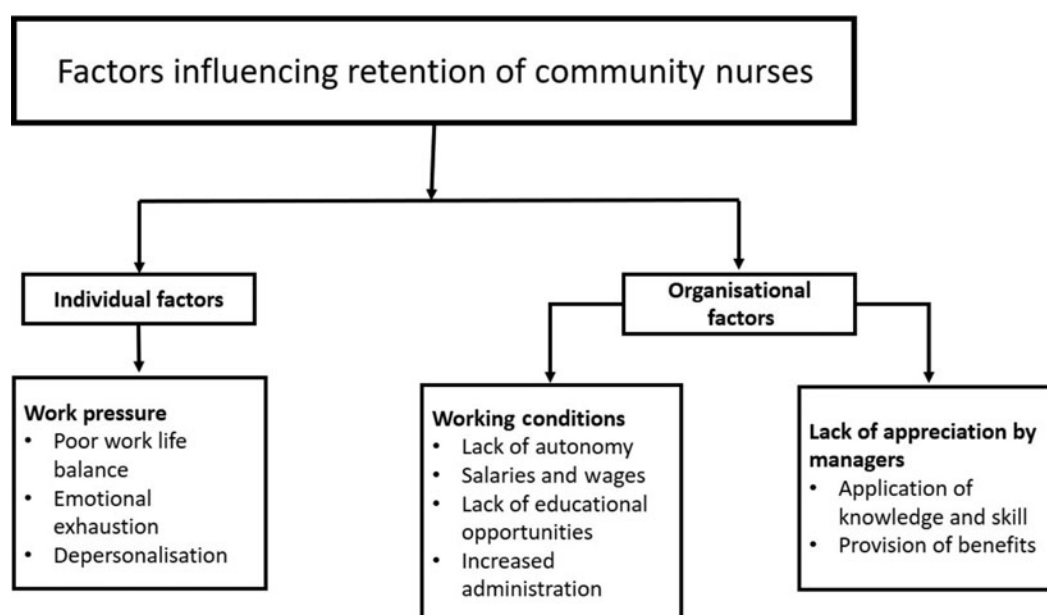 Factors influencing retention of community nurses
Individual factors
Organisational
factors
Work pressure
• Poor work life
balance
• Emotional
exhaustion
• Depersonalisation
Working conditions
• Lack of autonomy
• Salaries and wages
• Lack of educational
opportunities
• Increased
administration
Lack of appreciation by
managers
• Application of
knowledge and skill
• Provision of benefits